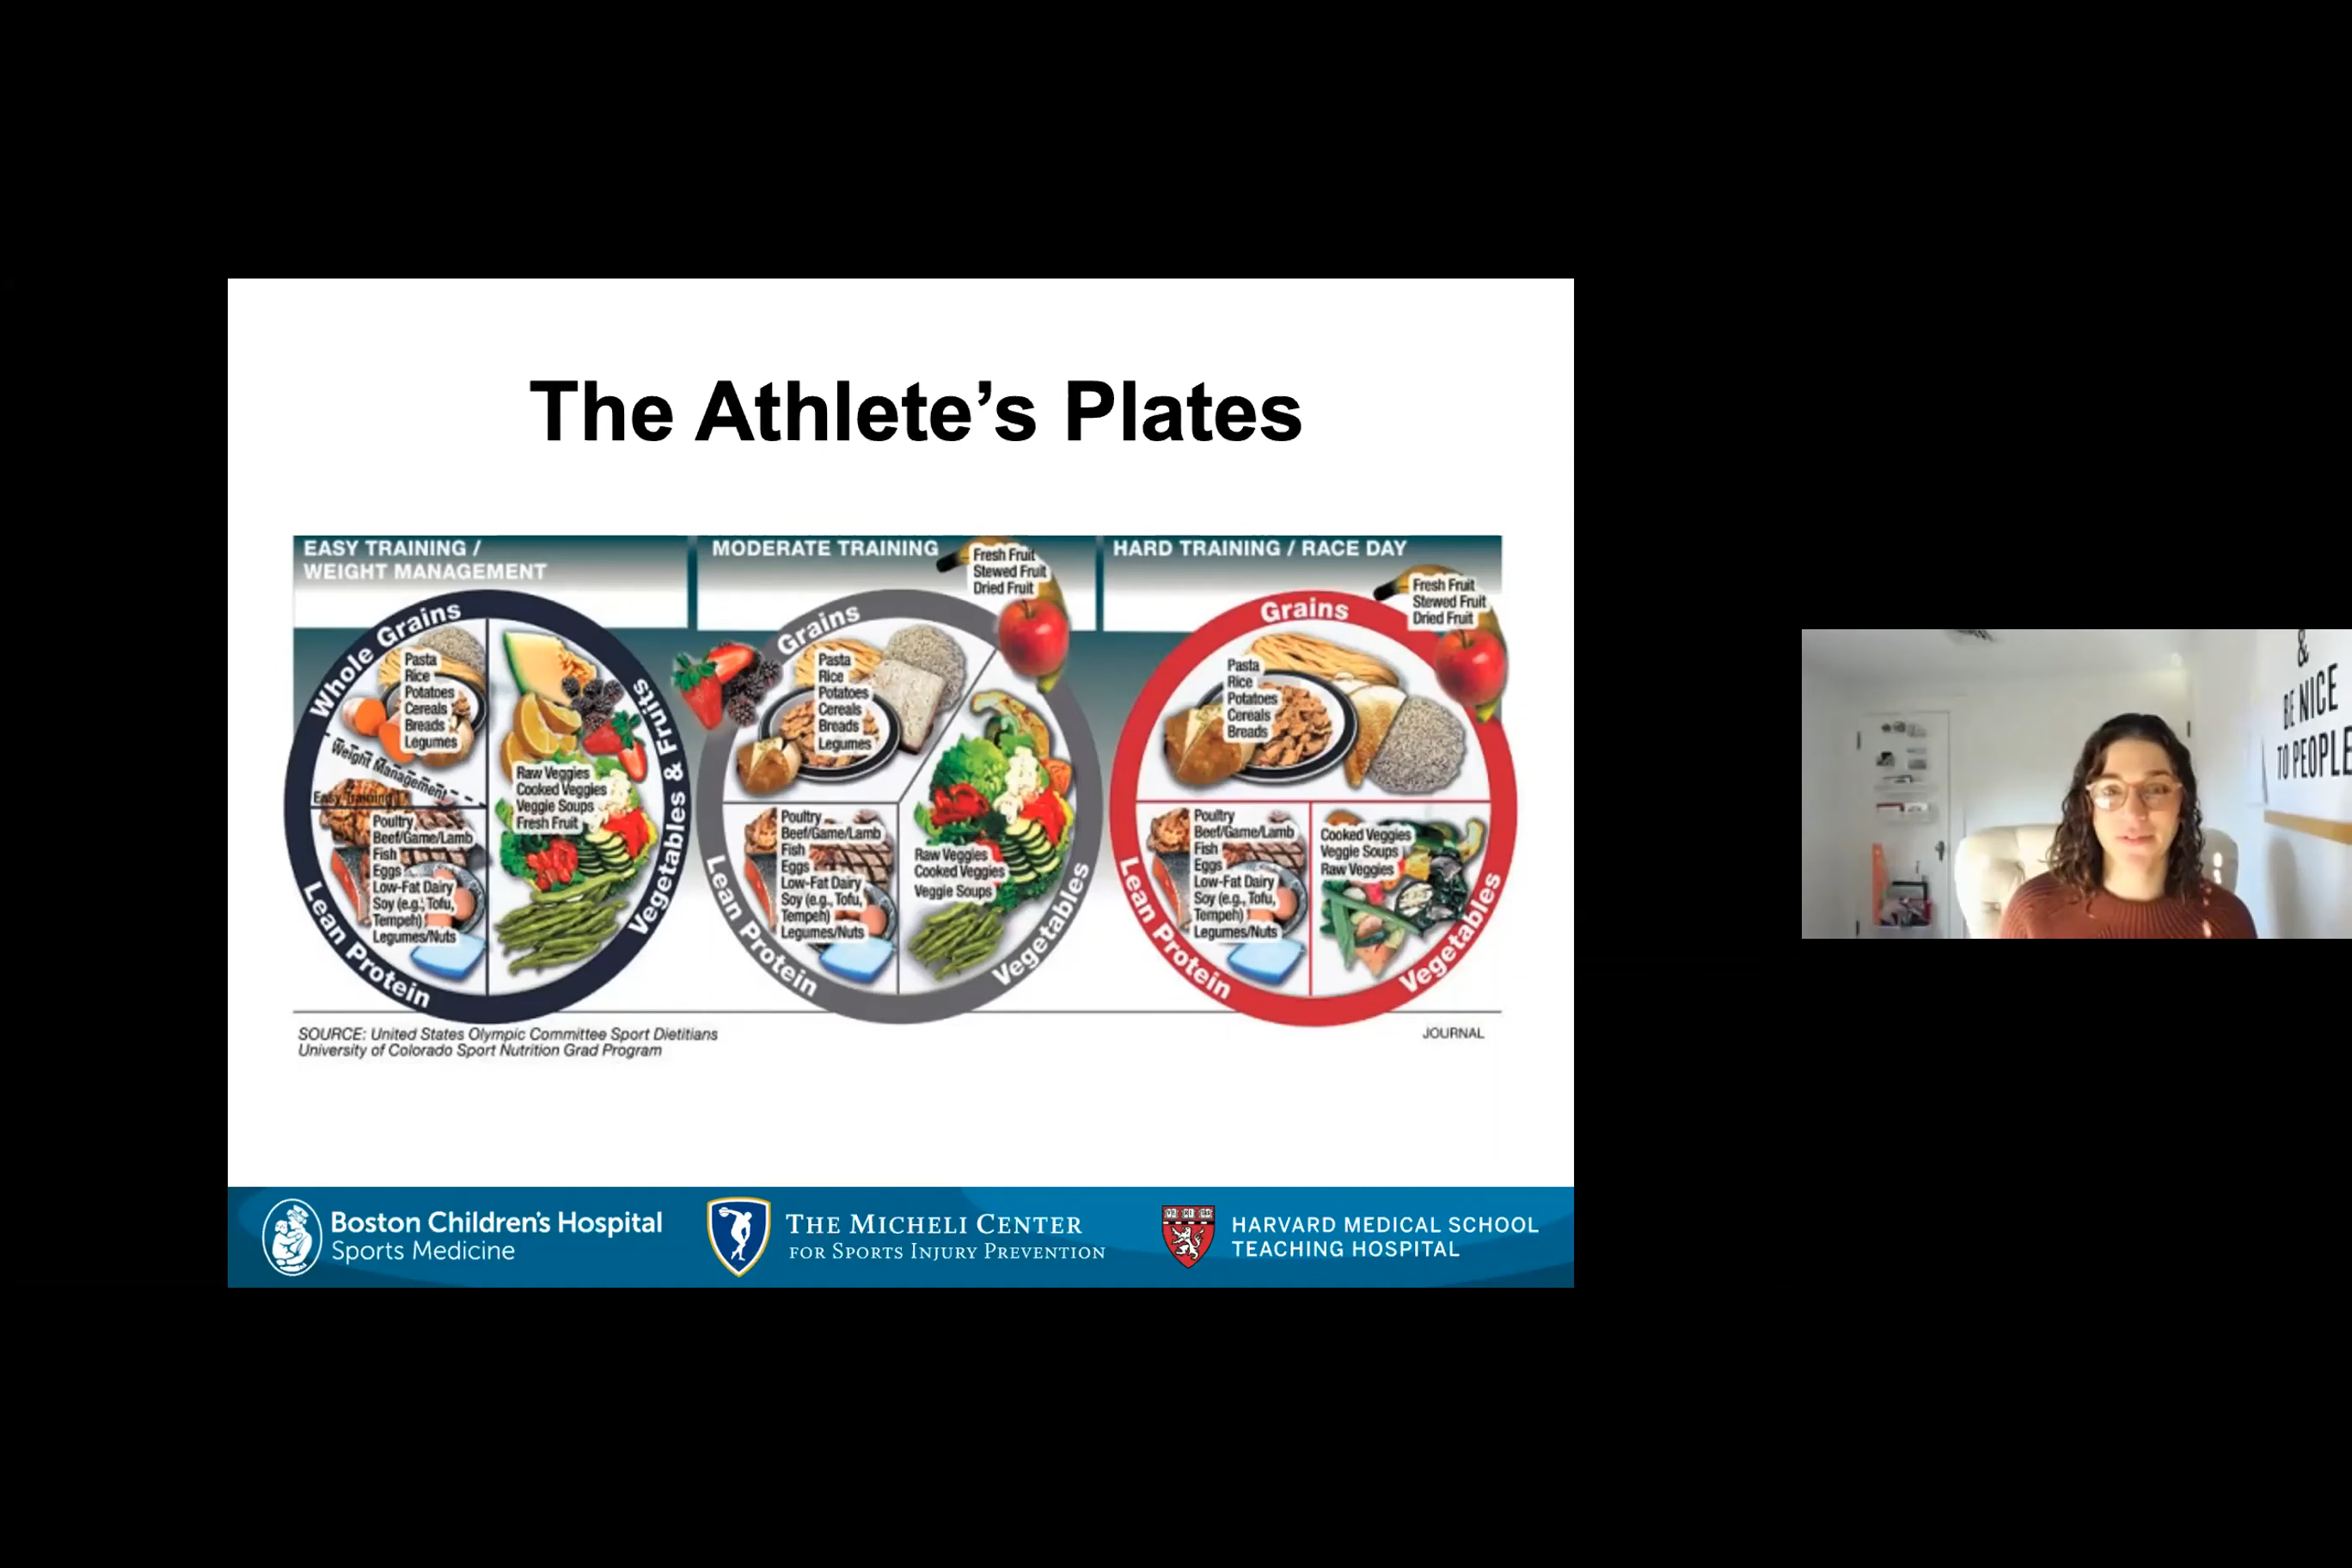 The Athlete's Plates
EASY TRAINING /
WEIGHT MANAGEMENT
Whole Grains
Pasta
Rice
Potatoes
Cereals
Breads
Legumes
Weight Management
Easy Training
Poultry
Beef/Game/Lamb
Fish
Eggs
Low-Fat Dairy
Soy (e.g., Tofu,
Tempeh)
Legumes/Nuts
Lean Protein
Raw Veggies
Cooked Veggies
Veggie Soups
Fresh Fruit
Vegetables & Fruits
MODERATE TRAINING
Fresh Fruit
Stewed Fruit
Dried Fruit
Grains
Pasta
Rice
Potatoes
Cereals
Breads
Legumes
Poultry
Beef/Game/Lamb
Fish
Eggs
Low-Fat Dairy
Soy (e.g., Tofu,
Tempeh)
Legumes/Nuts
Lean Protein
Raw Veggies
Cooked Veggies
Veggie Soups
Vegetables
HARD TRAINING / RACE DAY
Fresh Fruit
Stewed Fruit
Dried Fruit
Grains
Pasta
Rice
Potatoes
Cereals
Breads
Poultry
Beef/Game/Lamb
Fish
Eggs
Low-Fat Dairy
Soy (e.g., Tofu,
Tempeh)
Legumes/Nuts
Lean Protein
Cooked Veggies
Veggie Soups
Raw Veggies
Vegetables
SOURCE: United States Olympic Committee Sport Dietitians
University of Colorado Sport Nutrition Grad Program
JOURNAL
Boston Children's Hospital
Sports Medicine
THE MICHELI CENTER
FOR SPORTS INJURY PREVENTION
HARVARD MEDICAL SCHOOL
TEACHING HOSPITAL
&
BE NICE
TO PEOPLE